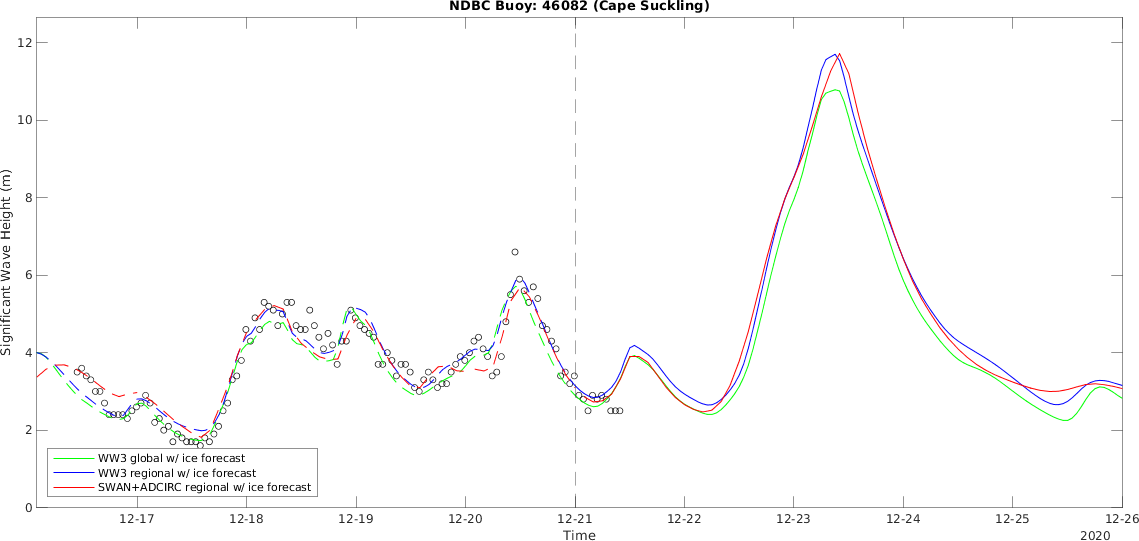 NDBC Buoy: 46082 (Cape Suckling)
Significant Wave Height (m)
12
10
8
6
4
2
0
WW3 global w/ ice forecast
WW3 regional w/ ice forecast
SWAN+ADCIRC regional w/ ice forecast
12-17 12-18 12-19 12-20 12-21 12-22 12-23 12-24 12-25 12-26
Time
2020